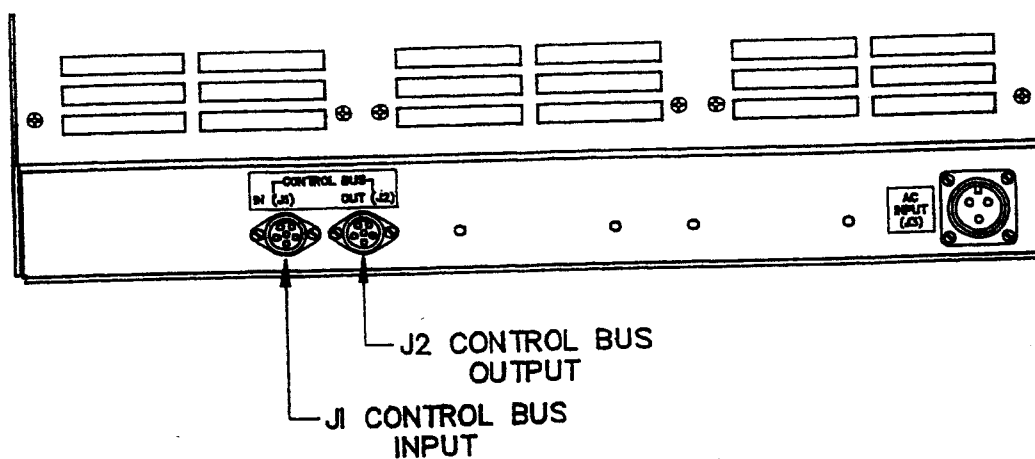 CONTROL BUS
IN (J1) OUT (J2)
AC
INPUT
(J3)
J2 CONTROL BUS
OUTPUT
J1 CONTROL BUS
INPUT